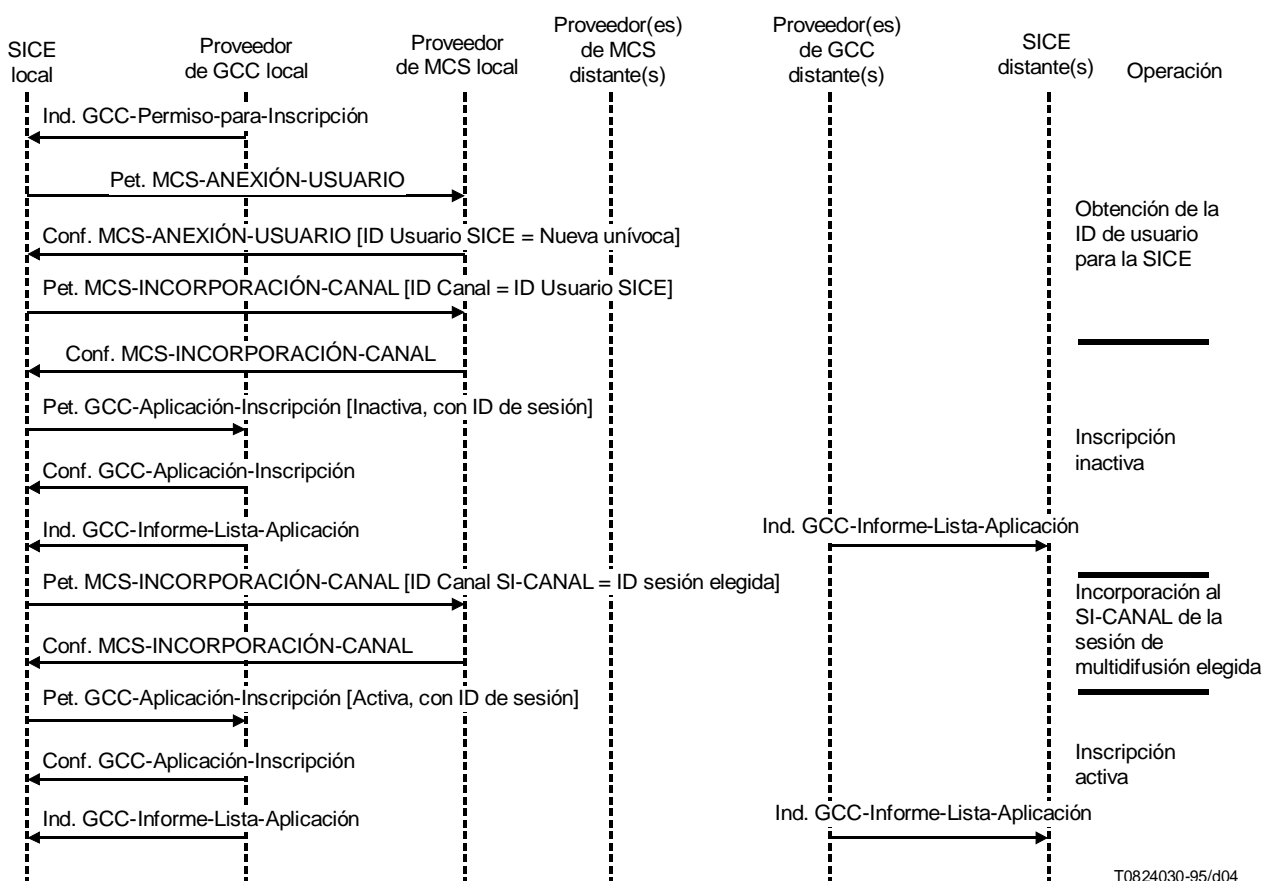 SICE
local
Proveedor
de GCC local
Proveedor
de MCS local
Proveedor(es)
de MCS
distante(s)
Proveedor(es)
de GCC
distante(s)
SICE
distante(s)
Operación
Ind. GCC-Permiso-para-Inscripción
Pet. MCS-ANEXIÓN-USUARIO
Conf. MCS-ANEXIÓN-USUARIO [ID Usuario SICE = Nueva unívoca]
Pet. MCS-INCORPORACIÓN-CANAL [ID Canal = ID Usuario SICE]
Obtención de la
ID de usuario
para la SICE
Conf. MCS-INCORPORACIÓN-CANAL
Pet. GCC-Aplicación-Inscripción [Inactiva, con ID de sesión]
Conf. GCC-Aplicación-Inscripción
Inscripción
inactiva
Ind. GCC-Informe-Lista-Aplicación
Ind. GCC-Informe-Lista-Aplicación
Pet. MCS-INCORPORACIÓN-CANAL [ID Canal SI-CANAL = ID sesión elegida]
Conf. MCS-INCORPORACIÓN-CANAL
Incorporación al
SI-CANAL de la
sesión de
multidifusión elegida
Pet. GCC-Aplicación-Inscripción [Activa, con ID de sesión]
Conf. GCC-Aplicación-Inscripción
Inscripción
activa
Ind. GCC-Informe-Lista-Aplicación
Ind. GCC-Informe-Lista-Aplicación
T0824030-95/d04